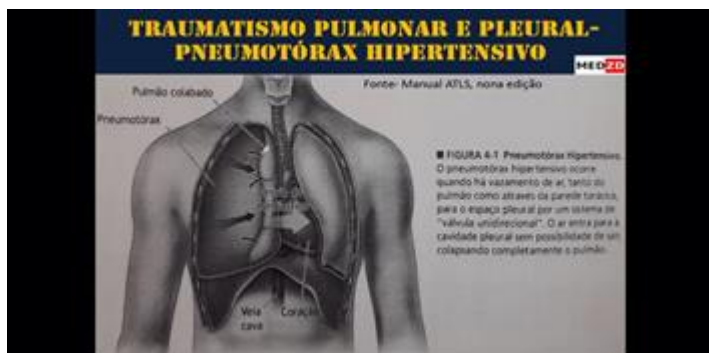 TRAUMATISMO PULMONAR E PLEURAL-
PNEUMOTÓRAX HIPERTENSIVO
MEDZD
Fonte- Manual ATLS, nona edição
Pulmão colabado
Pneumotórax
■ FIGURA 4-1 Pneumotórax Hipertensivo.
O pneumotórax hipertensivo ocorre
quando há vazamento de ar, tanto do
pulmão como através da parede torácica,
para o espaço pleural por um sistema de
"válvula unidirecional". O ar entra para a
cavidade pleural sem possibilidade de sair,
colapsando completamente o pulmão.
Veia
cava
Coração